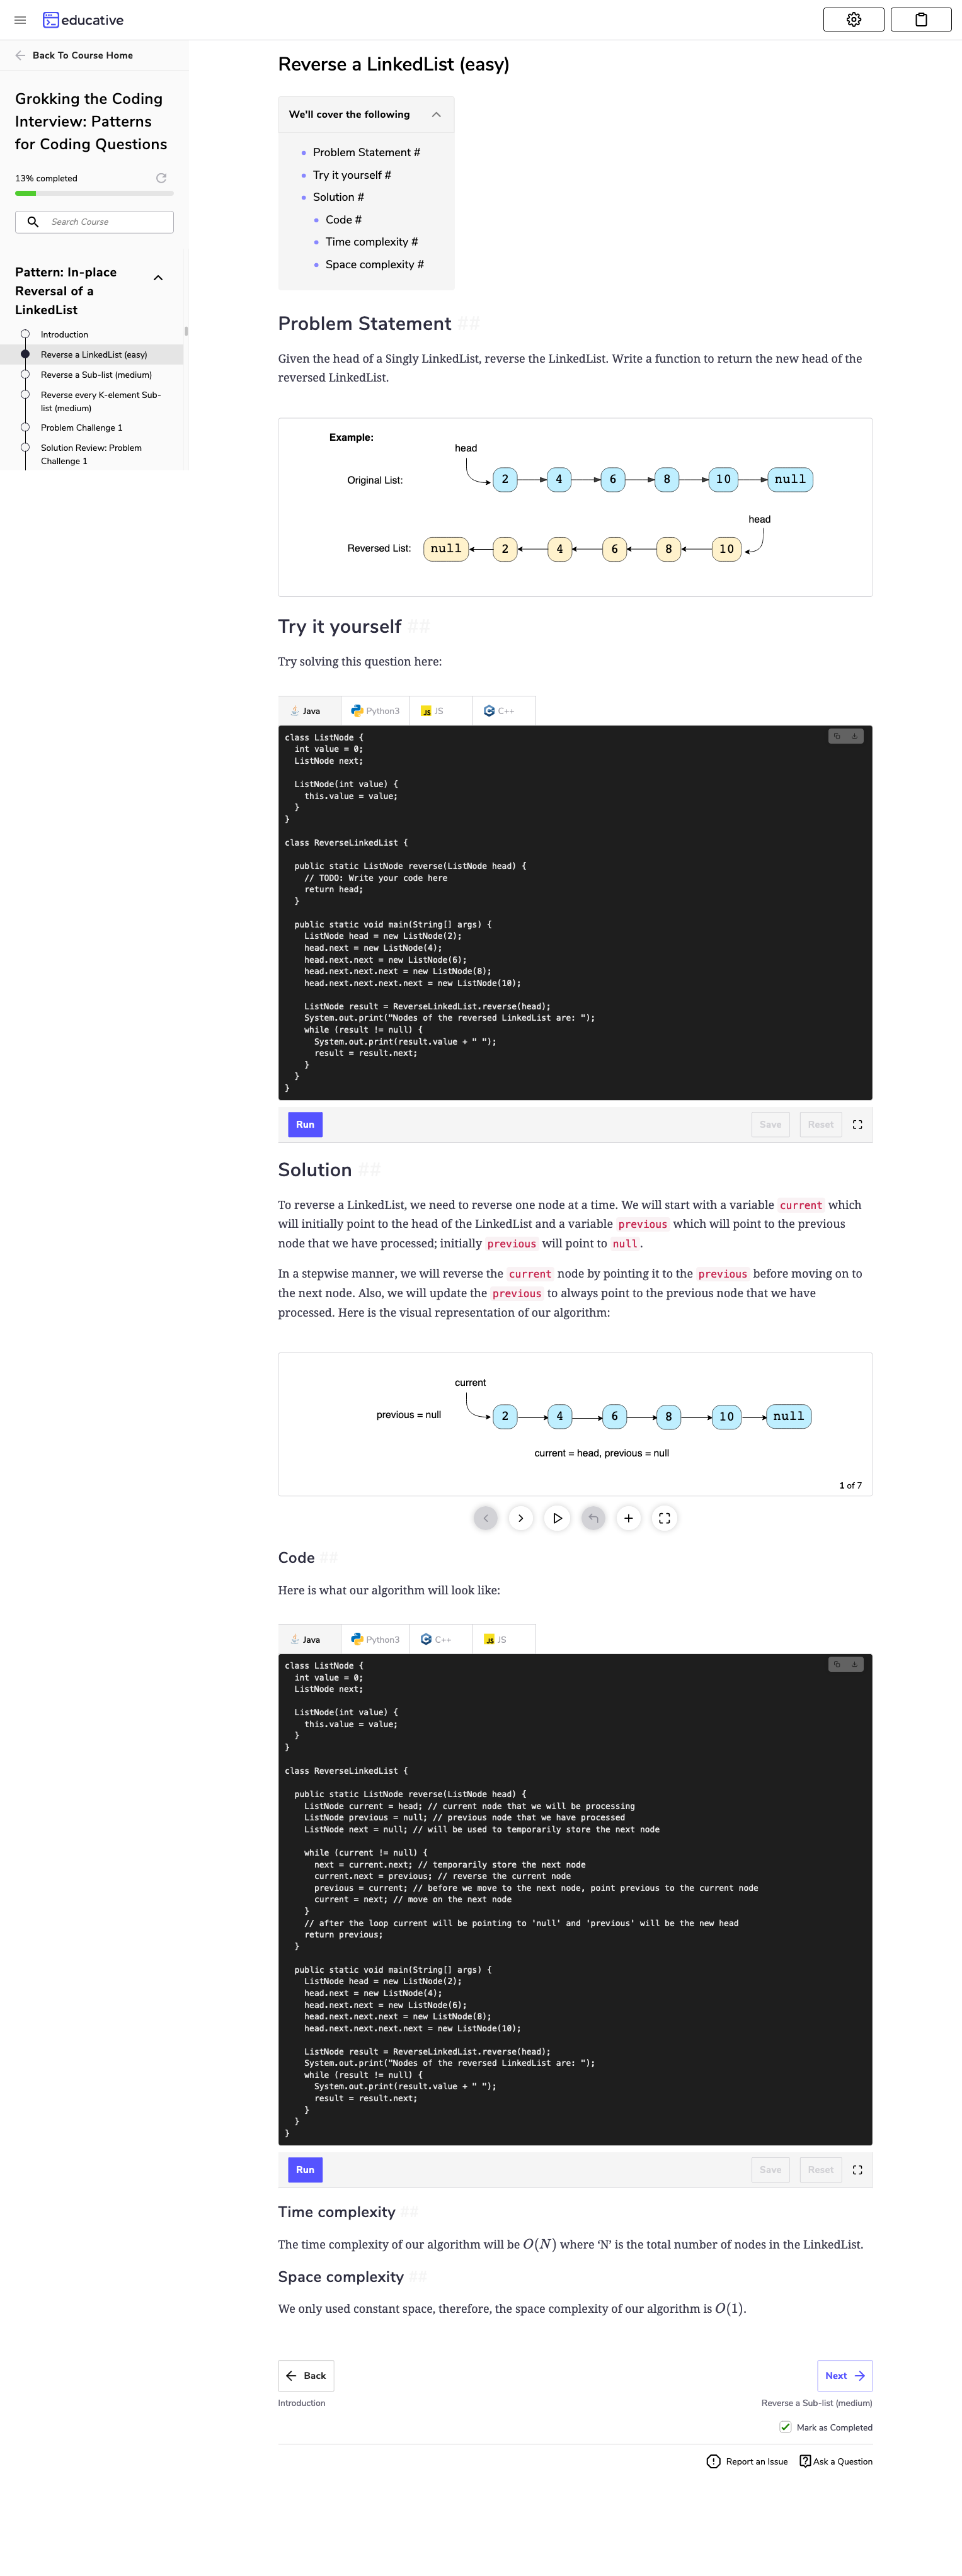 educative
Back To Course Home
Grokking the Coding
Interview: Patterns
for Coding Questions
13% completed
Search Course
Pattern: In-place
Reversal of a
LinkedList
Introduction
Reverse a LinkedList (easy)
Reverse a Sub-list (medium)
Reverse every K-element Sub-
list (medium)
Problem Challenge 1
Solution Review: Problem
Challenge 1
Reverse a LinkedList (easy)
We'll cover the following
Problem Statement #
Try it yourself #
Solution #
Code #
Time complexity #
Space complexity #
Problem Statement ##
Given the head of a Singly LinkedList, reverse the LinkedList. Write a function to return the new head of the
reversed LinkedList.
Example:
head
Original List: 2 4 6 8 10 null
head
Reversed List: null 2 4 6 8 10
Try it yourself ##
Try solving this question here:
Java Python3 JS C++
class ListNode {
  int value = 0;
  ListNode next;

  ListNode(int value) {
    this.value = value;
  }
}

class ReverseLinkedList {

  public static ListNode reverse(ListNode head) {
    // TODO: Write your code here
    return head;
  }

  public static void main(String[] args) {
    ListNode head = new ListNode(2);
    head.next = new ListNode(4);
    head.next.next = new ListNode(6);
    head.next.next.next = new ListNode(8);
    head.next.next.next.next = new ListNode(10);

    ListNode result = ReverseLinkedList.reverse(head);
    System.out.print("Nodes of the reversed LinkedList are: ");
    while (result != null) {
      System.out.print(result.value + " ");
      result = result.next;
    }
  }
}
Run Save Reset
Solution ##
To reverse a LinkedList, we need to reverse one node at a time. We will start with a variable current which
will initially point to the head of the LinkedList and a variable previous which will point to the previous
node that we have processed; initially previous will point to null.
In a stepwise manner, we will reverse the current node by pointing it to the previous before moving on to
the next node. Also, we will update the previous to always point to the previous node that we have
processed. Here is the visual representation of our algorithm:
current
previous = null 2 4 6 8 10 null
current = head, previous = null
1 of 7
Code ##
Here is what our algorithm will look like:
Java Python3 C++ JS
class ListNode {
  int value = 0;
  ListNode next;

  ListNode(int value) {
    this.value = value;
  }
}

class ReverseLinkedList {

  public static ListNode reverse(ListNode head) {
    ListNode current = head; // current node that we will be processing
    ListNode previous = null; // previous node that we have processed
    ListNode next = null; // will be used to temporarily store the next node

    while (current != null) {
      next = current.next; // temporarily store the next node
      current.next = previous; // reverse the current node
      previous = current; // before we move to the next node, point previous to the current node
      current = next; // move on the next node
    }
    // after the loop current will be pointing to 'null' and 'previous' will be the new head
    return previous;
  }

  public static void main(String[] args) {
    ListNode head = new ListNode(2);
    head.next = new ListNode(4);
    head.next.next = new ListNode(6);
    head.next.next.next = new ListNode(8);
    head.next.next.next.next = new ListNode(10);

    ListNode result = ReverseLinkedList.reverse(head);
    System.out.print("Nodes of the reversed LinkedList are: ");
    while (result != null) {
      System.out.print(result.value + " ");
      result = result.next;
    }
  }
}
Run Save Reset
Time complexity ##
The time complexity of our algorithm will be O(N) where ‘N’ is the total number of nodes in the LinkedList.
Space complexity ##
We only used constant space, therefore, the space complexity of our algorithm is O(1).
Back Next
Introduction Reverse a Sub-list (medium)
Mark as Completed
Report an Issue Ask a Question